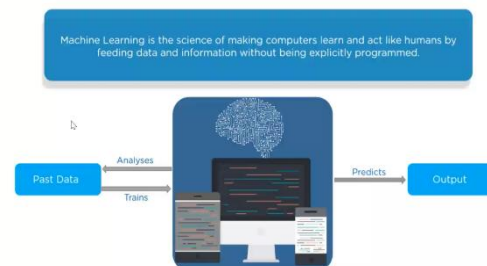 Machine Learning is the science of making computers learn and act like humans by
feeding data and information without being explicitly programmed.
Analyses
Past Data
Trains
Predicts
Output